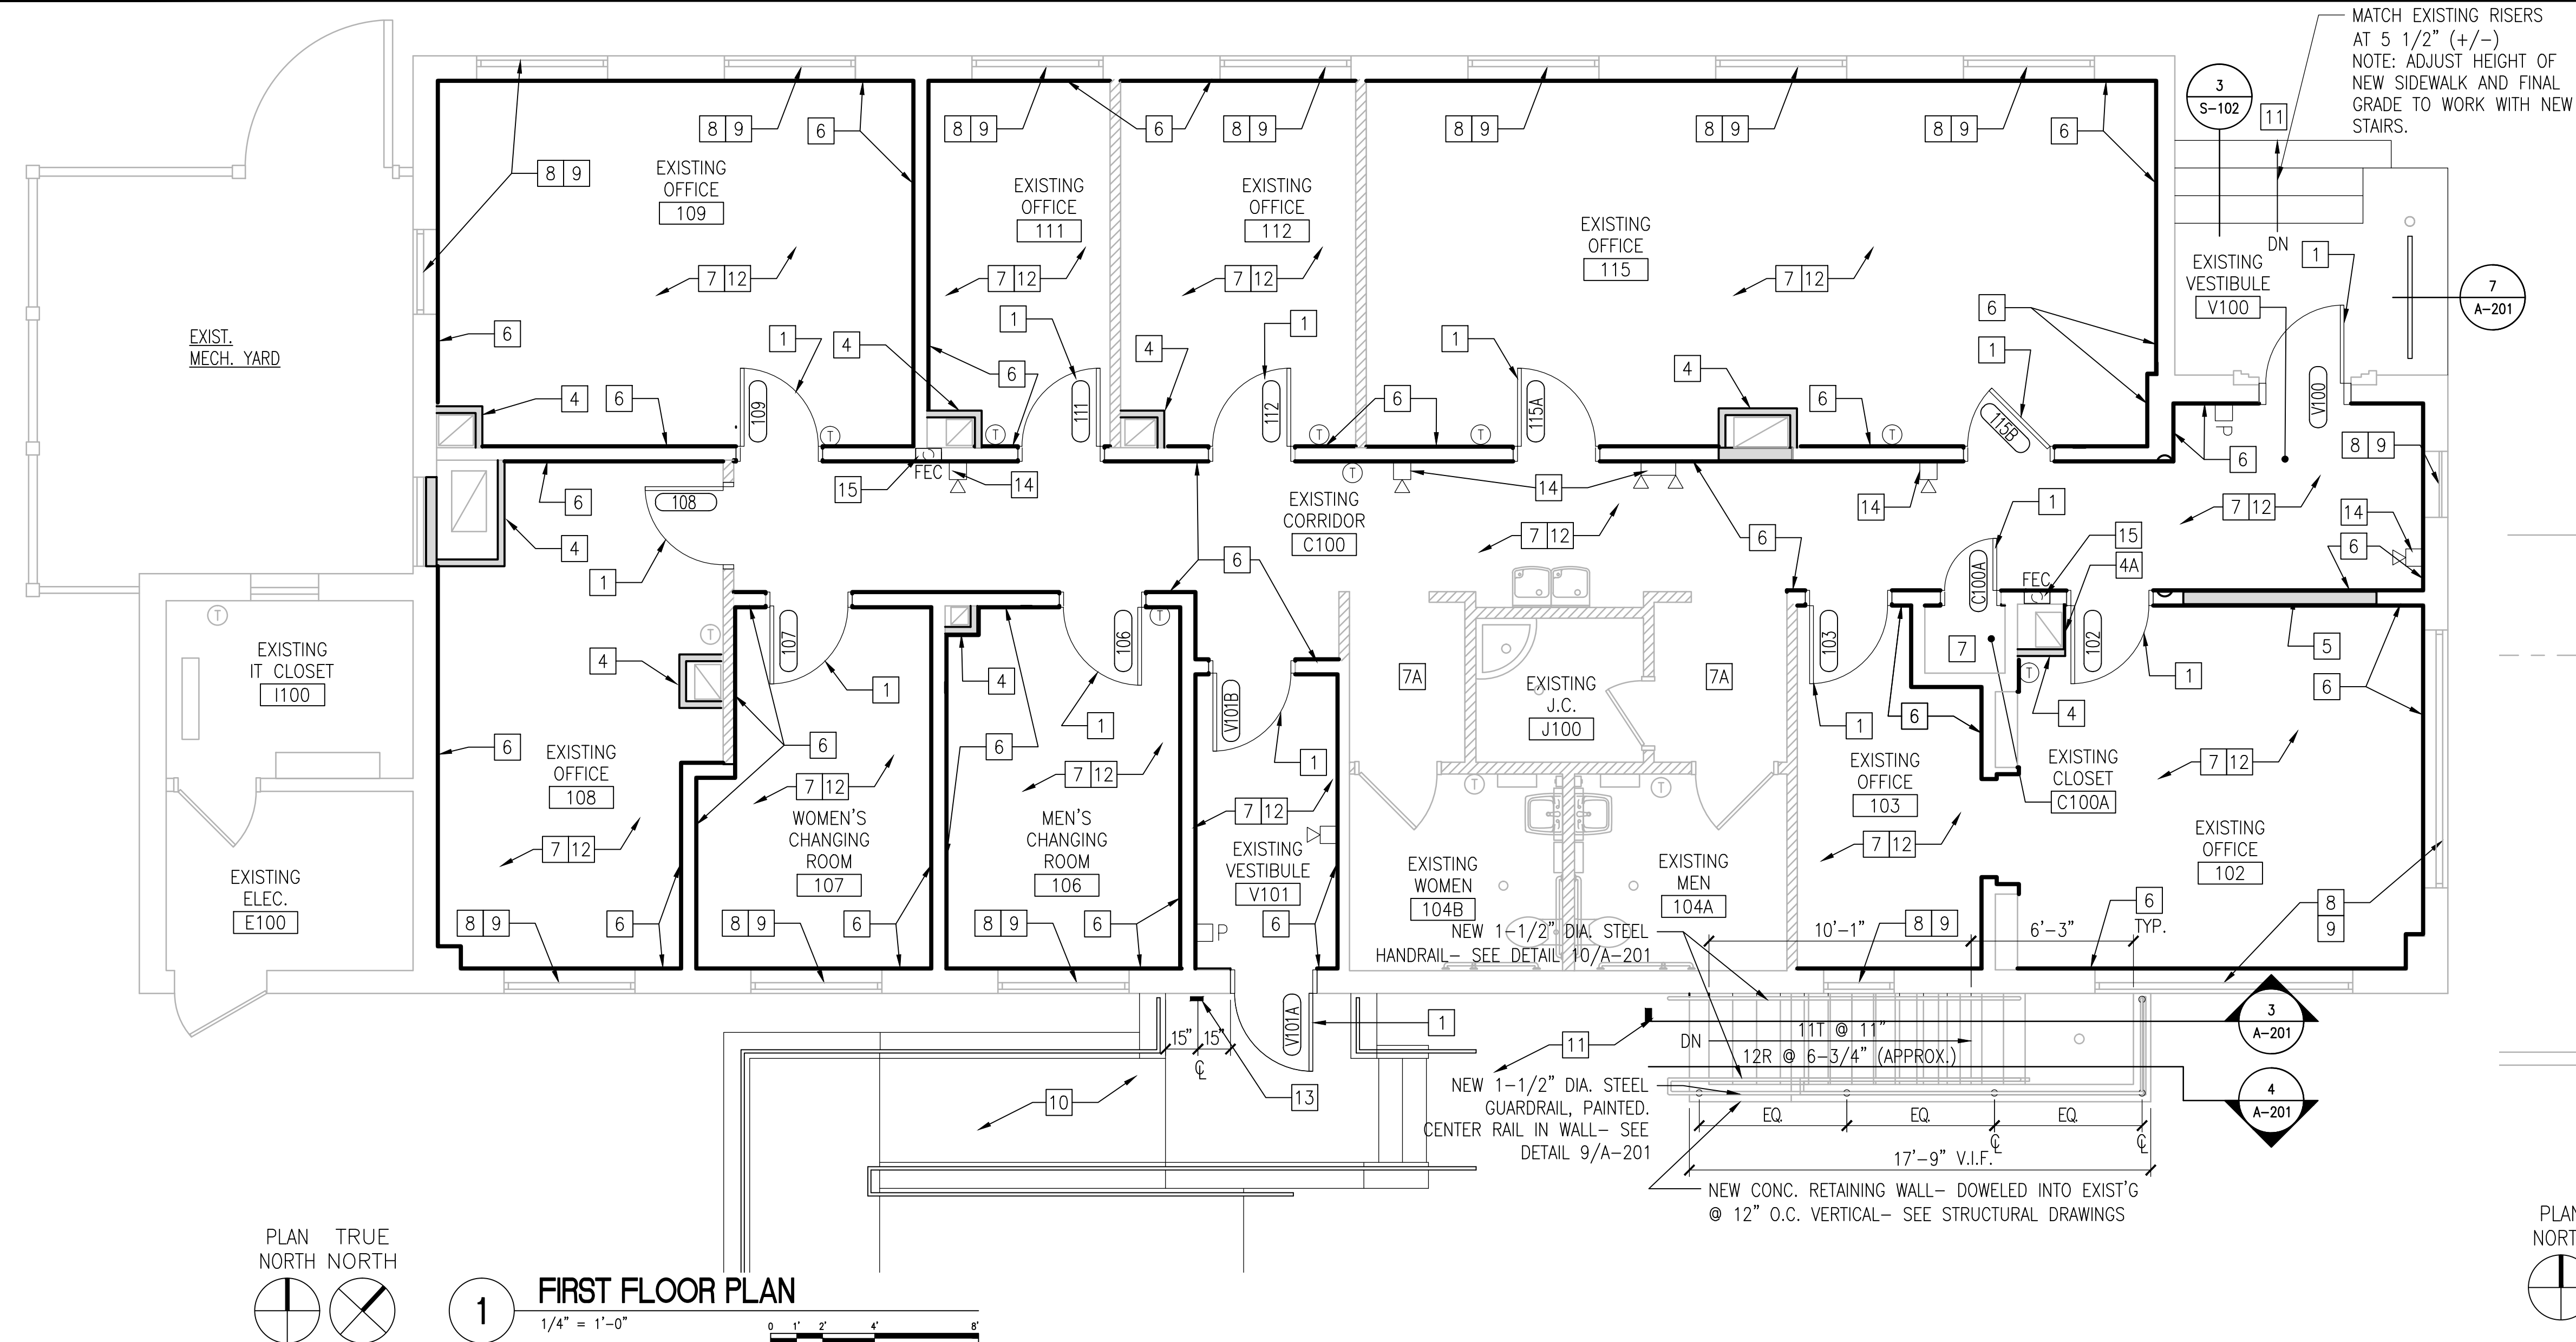 MATCH EXISTING RISERS
AT 5 1/2" (+/-)
NOTE: ADJUST HEIGHT OF
NEW SIDEWALK AND FINAL
GRADE TO WORK WITH NEW
STAIRS.
3
S-102
11
8 9
6
8 9
6
8 9
8 9
8 9
8 9
6
8 9
EXISTING
OFFICE
109
EXISTING
OFFICE
111
EXISTING
OFFICE
112
EXISTING
OFFICE
115
DN
EXISTING
VESTIBULE
V100
1
7
A-201
7 12
7 12
7 12
7 12
EXIST.
MECH. YARD
6
1
4
1
6
4
1
1
4
6
1
4
6
109
T
111
T
112
T
6
T
115A
6
T
115B
V100
P
6
8 9
15
FEC
14
T
14
14
7 12
14
6
108
6
4
1
EXISTING
CORRIDOR
C100
7 12
6
1
15
4A
FEC
C100A
6
T
EXISTING
IT CLOSET
I100
T
4
107
1
106
T
4
1
6
6
V101B
1
7A
EXISTING
J.C.
J100
7A
103
1
6
7
102
T
4
1
5
6
6
EXISTING
OFFICE
108
7 12
7 12
7 12
7 12
T
T
EXISTING
OFFICE
103
7 12
EXISTING
CLOSET
C100A
7 12
WOMEN'S
CHANGING
ROOM
107
MEN'S
CHANGING
ROOM
106
EXISTING
VESTIBULE
V101
EXISTING
WOMEN
104B
EXISTING
MEN
104A
EXISTING
OFFICE
102
EXISTING
ELEC.
E100
8 9
6
8 9
6
8 9
6
P
6
NEW 1-1/2" DIA. STEEL
HANDRAIL- SEE DETAIL 10/A-201
10'-1"
8 9
6'-3"
6
TYP.
8
9
V101A
1
15" 15"
CL
13
10
11
DN
11T @ 11"
12R @ 6-3/4" (APPROX.)
3
A-201
4
A-201
NEW 1-1/2" DIA. STEEL
GUARDRAIL, PAINTED.
CENTER RAIL IN WALL- SEE
DETAIL 9/A-201
EQ. EQ. EQ.
CL CL
17'-9" V.I.F.
NEW CONC. RETAINING WALL- DOWELED INTO EXIST'G
@ 12" O.C. VERTICAL- SEE STRUCTURAL DRAWINGS
PLAN
NORTH
TRUE
NORTH
1
FIRST FLOOR PLAN
1/4" = 1'-0"
0 1' 2' 4' 8'